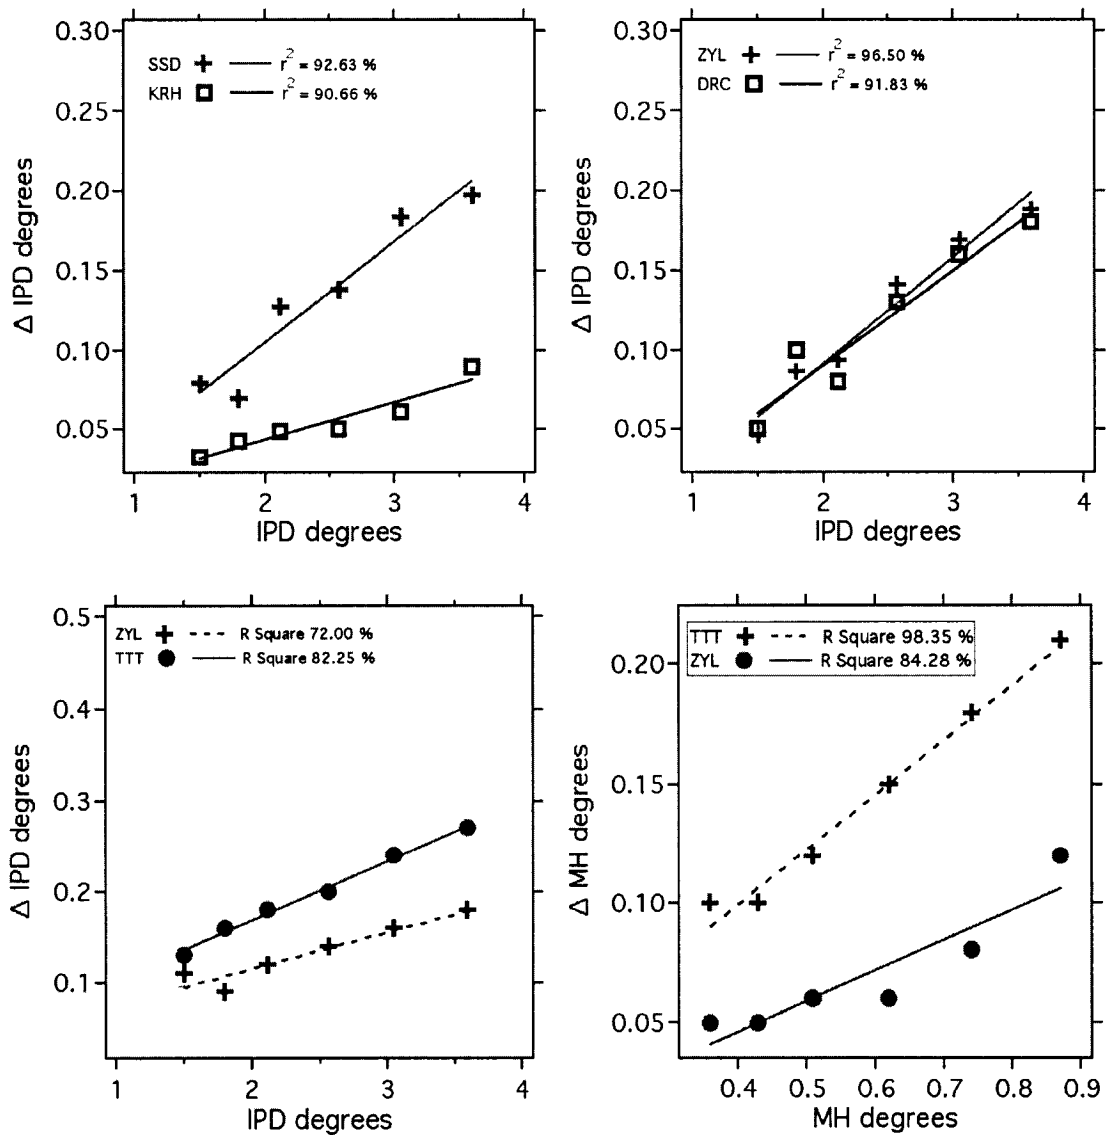 0.30
0.25
0.20
0.15
0.10
0.05
Δ IPD degrees
SSD r² = 92.63 %
KRH r² = 90.66 %
1 2 3 4
IPD degrees
0.30
0.25
0.20
0.15
0.10
0.05
Δ IPD degrees
ZYL r² = 96.50 %
DRC r² = 91.83 %
1 2 3 4
IPD degrees
0.5
0.4
0.3
0.2
0.1
Δ IPD degrees
ZYL R Square 72.00 %
TTT R Square 82.25 %
1 2 3 4
IPD degrees
0.20
0.15
0.10
0.05
Δ MH degrees
TTT R Square 98.35 %
ZYL R Square 84.28 %
0.4 0.5 0.6 0.7 0.8 0.9
MH degrees